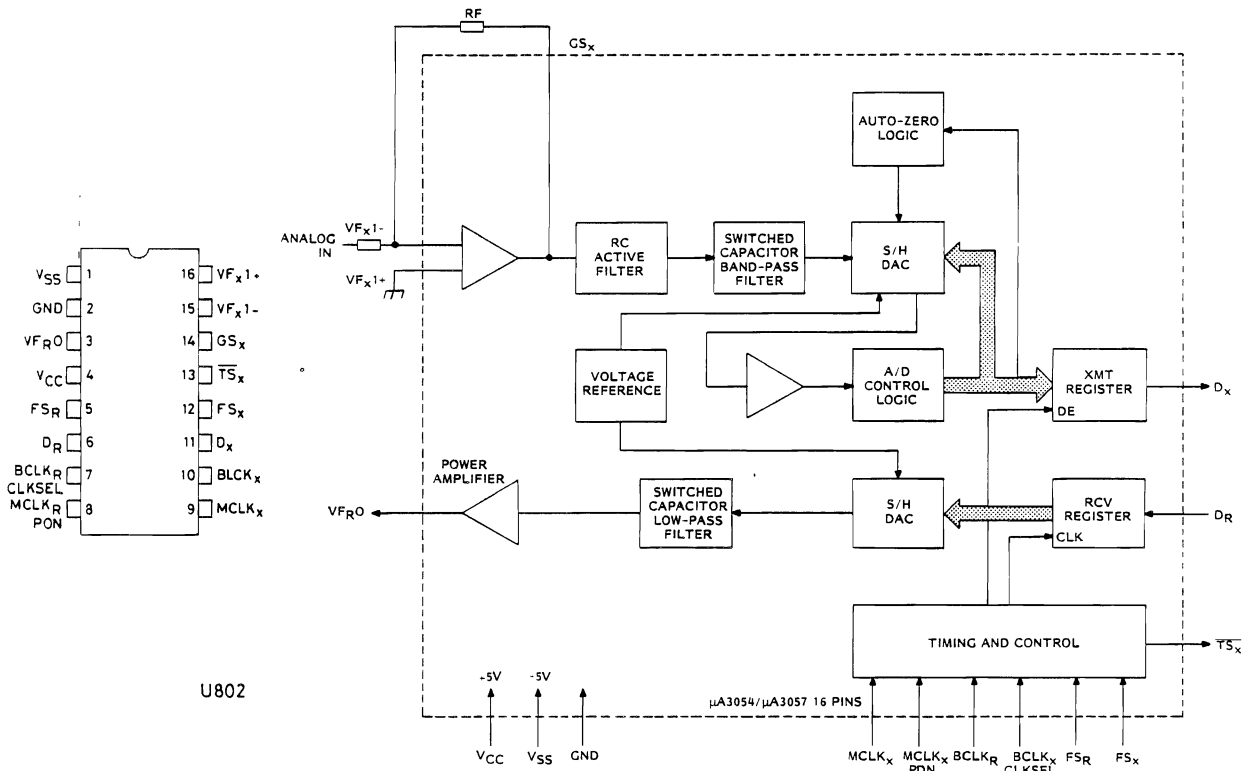 RF
GSx
AUTO-ZERO
LOGIC
ANALOG
IN
VFx1-
VFx1+
RC
ACTIVE
FILTER
SWITCHED
CAPACITOR
BAND-PASS
FILTER
S/H
DAC
VSS 1
GND 2
VFRO 3
VCC 4
FSR 5
DR 6
BCLKR 7
CLKSEL
MCLKR 8
PON
16 VFx1+
15 VFx1-
14 GSx
13 TSx
12 FSx
11 Dx
10 BLCKx
9 MCLKx
VOLTAGE
REFERENCE
A/D
CONTROL
LOGIC
XMT
REGISTER
DE
Dx
POWER
AMPLIFIER
VFRO
SWITCHED
CAPACITOR
LOW-PASS
FILTER
S/H
DAC
RCV
REGISTER
CLK
DR
TIMING AND CONTROL
TSx
U802
+5V
-5V
µA3054/µA3057 16 PINS
VCC
VSS
GND
MCLKx
MCLKx
PDN
BCLKR
BCLKx
CLKSEL
FSR
FSx